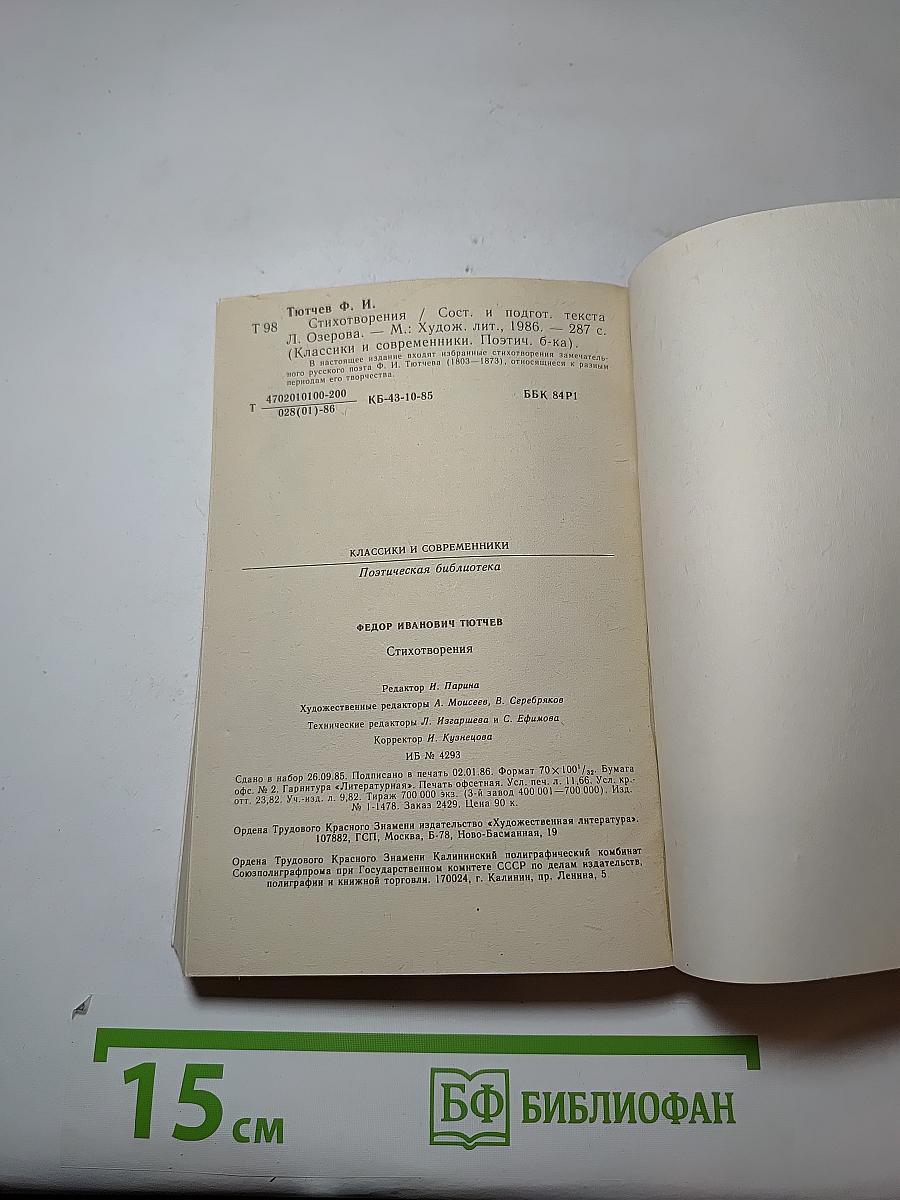 Тютчев Ф. И.
Т 98 Стихотворения / Сост. и подгот. текста
Л. Озерова. — М.: Худож. лит., 1986. — 287 с.
(Классики и современники. Поэтич. б-ка).
В настоящее издание входят избранные стихотворения замечатель-
ного русского поэта Ф. И. Тютчева (1803—1873), относящиеся к разным
периодам его творчества.
Т 4702010100-200 КБ-43-10-85 ББК 84Р1
028(01)-86
КЛАССИКИ И СОВРЕМЕННИКИ
Поэтическая библиотека
ФЕДОР ИВАНОВИЧ ТЮТЧЕВ
Стихотворения
Редактор И. Парина
Художественные редакторы А. Моисеев, В. Серебряков
Технические редакторы Л. Изгаршева и С. Ефимова
Корректор И. Кузнецова
ИБ № 4293
Сдано в набор 26.09.85. Подписано в печать 02.01.86. Формат 70×100¹/₃₂. Бумага
офс. № 2. Гарнитура «Литературная». Печать офсетная. Усл. печ. л. 11,66. Усл. кр.-
отт. 23,82. Уч.-изд. л. 9,82. Тираж 700 000 экз. (3-й завод 400 001—700 000). Изд.
№ 1-1478. Заказ 2429. Цена 90 к.
Ордена Трудового Красного Знамени издательство «Художественная литература».
107882, ГСП, Москва, Б-78, Ново-Басманная, 19
Ордена Трудового Красного Знамени Калининский полиграфический комбинат
Союзполиграфпрома при Государственном комитете СССР по делам издательств,
полиграфии и книжной торговли. 170024, г. Калинин, пр. Ленина, 5
15 см
БФ БИБЛИОФАН